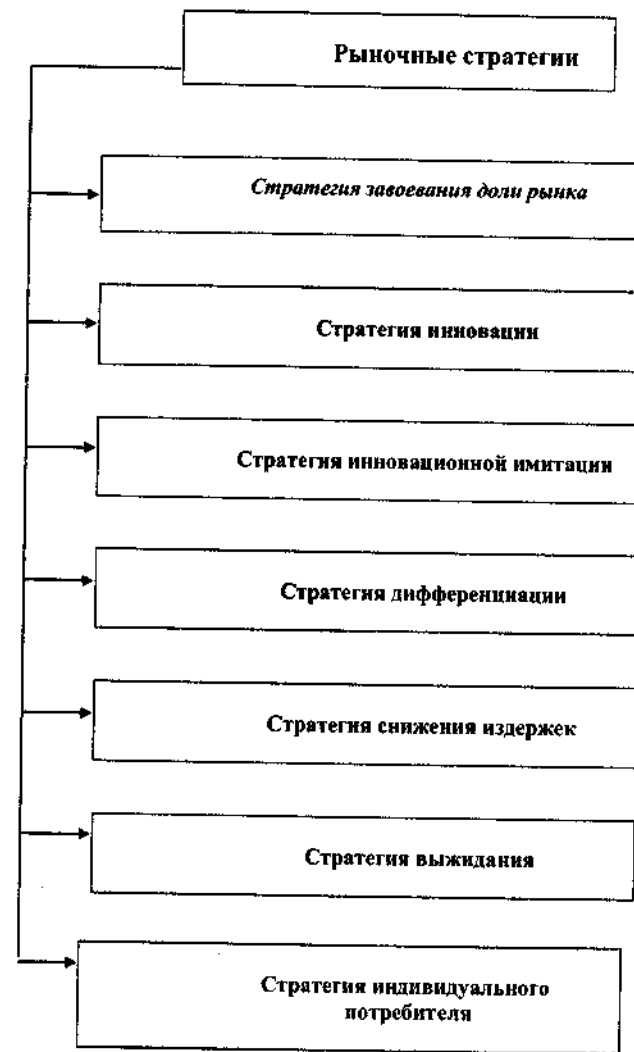 Рыночные стратегии
Стратегия завоевания доли рынка
Стратегия инновации
Стратегия инновационной имитации
Стратегия дифференциации
Стратегия снижения издержек
Стратегия выжидания
Стратегия индивидуального
потребителя